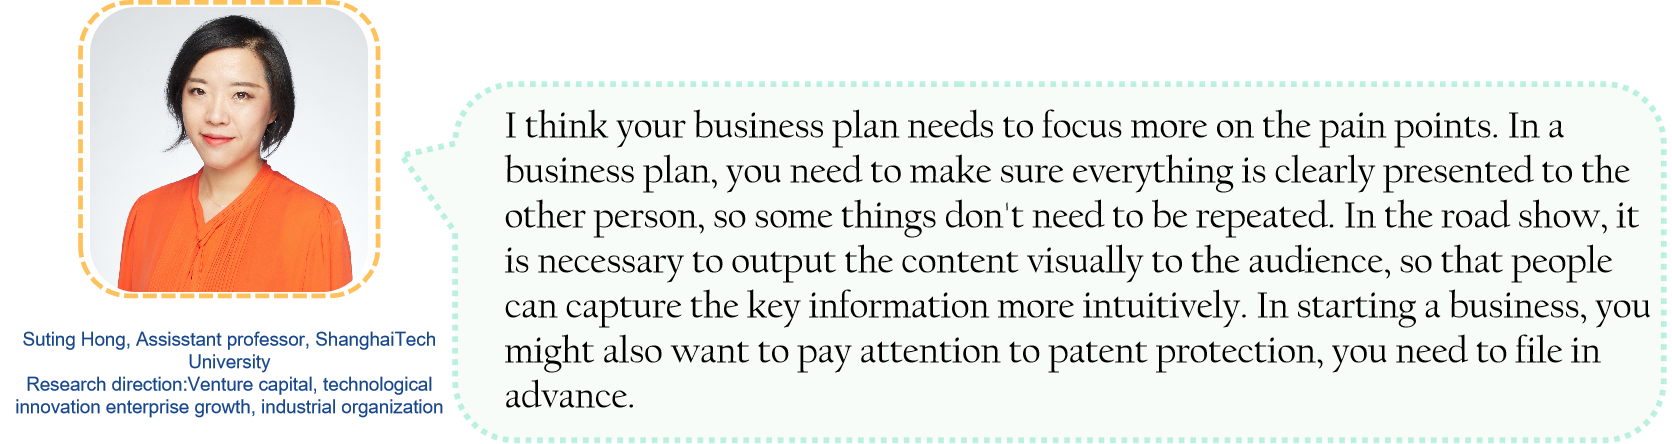 I think your business plan needs to focus more on the pain points. In a
business plan, you need to make sure everything is clearly presented to the
other person, so some things don't need to be repeated. In the road show, it
is necessary to output the content visually to the audience, so that people
can capture the key information more intuitively. In starting a business, you
might also want to pay attention to patent protection, you need to file in
advance.
Suting Hong, Assisstant professor, ShanghaiTech
University
Research direction:Venture capital, technological
innovation enterprise growth, industrial organization